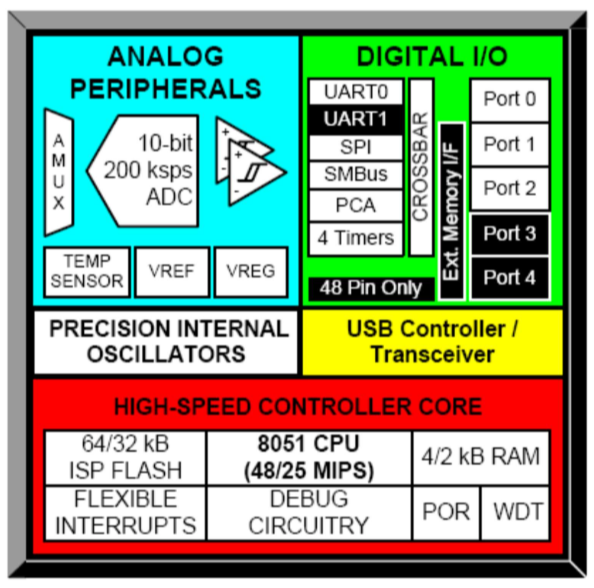 ANALOG
PERIPHERALS
A
M
U
X
10-bit
200 ksps
ADC
+
-
+
-
TEMP
SENSOR
VREF
VREG
DIGITAL I/O
UART0
UART1
SPI
SMBus
PCA
4 Timers
CROSSBAR
Ext. Memory I/F
Port 0
Port 1
Port 2
Port 3
Port 4
48 Pin Only
PRECISION INTERNAL
OSCILLATORS
USB Controller /
Transceiver
HIGH-SPEED CONTROLLER CORE
64/32 kB
ISP FLASH
8051 CPU
(48/25 MIPS)
4/2 kB RAM
FLEXIBLE
INTERRUPTS
DEBUG
CIRCUITRY
POR
WDT